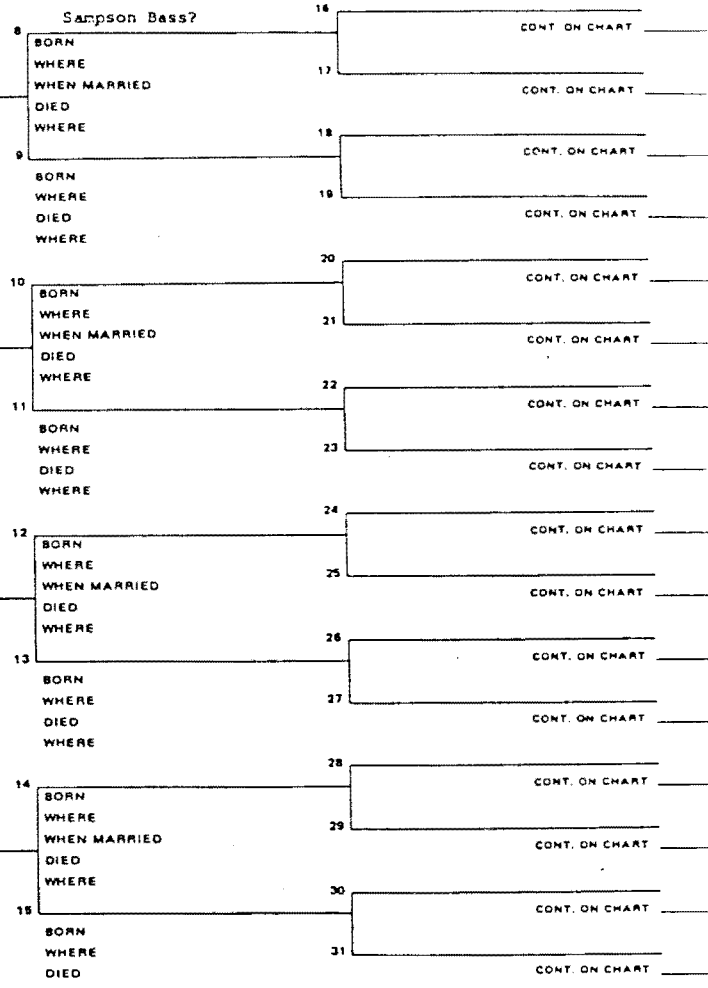 16
Sampson Bass?
CONT. ON CHART
8
BORN
WHERE
17
WHEN MARRIED
CONT. ON CHART
DIED
WHERE
18
9
CONT. ON CHART
BORN
WHERE
19
DIED
CONT. ON CHART
WHERE
20
10
CONT. ON CHART
BORN
WHERE
21
WHEN MARRIED
CONT. ON CHART
DIED
WHERE
22
11
CONT. ON CHART
BORN
WHERE
23
DIED
CONT. ON CHART
WHERE
24
12
CONT. ON CHART
BORN
WHERE
25
WHEN MARRIED
CONT. ON CHART
DIED
WHERE
26
13
CONT. ON CHART
BORN
WHERE
27
DIED
CONT. ON CHART
WHERE
28
14
CONT. ON CHART
BORN
WHERE
29
WHEN MARRIED
CONT. ON CHART
DIED
WHERE
30
15
CONT. ON CHART
BORN
WHERE
31
DIED
CONT. ON CHART